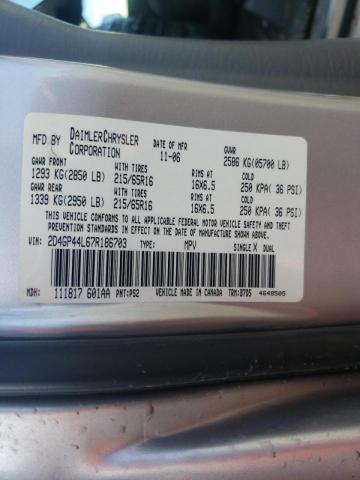 MFD BY DAIMLERCHRYSLER CORPORATION
DATE OF MFR 11-06
GVWR 2586 KG(05700 LB)
GAWR FRONT WITH TIRES RIMS AT COLD
1293 KG(2850 LB) 215/65R16 16X6.5 250 KPA( 36 PSI)
GAWR REAR WITH TIRES RIMS AT COLD
1339 KG(2950 LB) 215/65R16 16X6.5 250 KPA( 36 PSI)
THIS VEHICLE CONFORMS TO ALL APPLICABLE FEDERAL MOTOR VEHICLE SAFETY, BUMPER, AND THEFT
PREVENTION STANDARDS IN EFFECT ON THE DATE OF MANUFACTURE SHOWN ABOVE.
VIN: 2D4GP44L67R186703 TYPE: MPV SINGLE X DUAL
MDH: 111817 601AA PNT: PS2 VEHICLE MADE IN CANADA TRM: B7D5 4648505